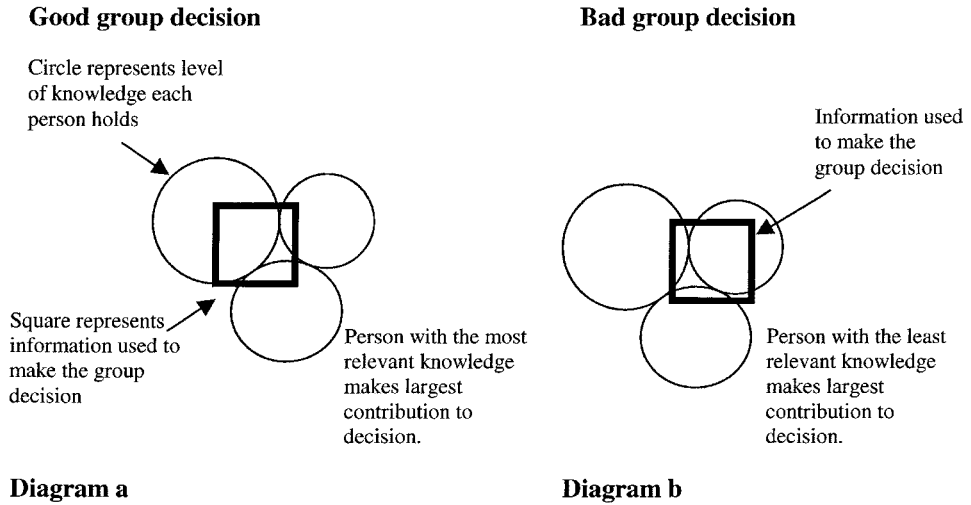 Good group decision
Circle represents level
of knowledge each
person holds
Square represents
information used to
make the group
decision
Person with the most
relevant knowledge
makes largest
contribution to
decision.
Diagram a
Bad group decision
Information used
to make the
group decision
Person with the least
relevant knowledge
makes largest
contribution to
decision.
Diagram b